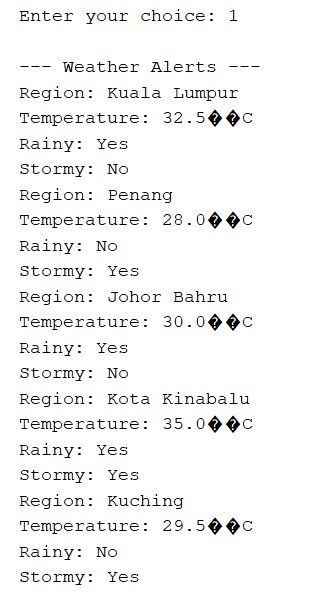 Enter your choice: 1
--- Weather Alerts ---
Region: Kuala Lumpur
Temperature: 32.5��C
Rainy: Yes
Stormy: No
Region: Penang
Temperature: 28.0��C
Rainy: No
Stormy: Yes
Region: Johor Bahru
Temperature: 30.0��C
Rainy: Yes
Stormy: No
Region: Kota Kinabalu
Temperature: 35.0��C
Rainy: Yes
Stormy: Yes
Region: Kuching
Temperature: 29.5��C
Rainy: No
Stormy: Yes